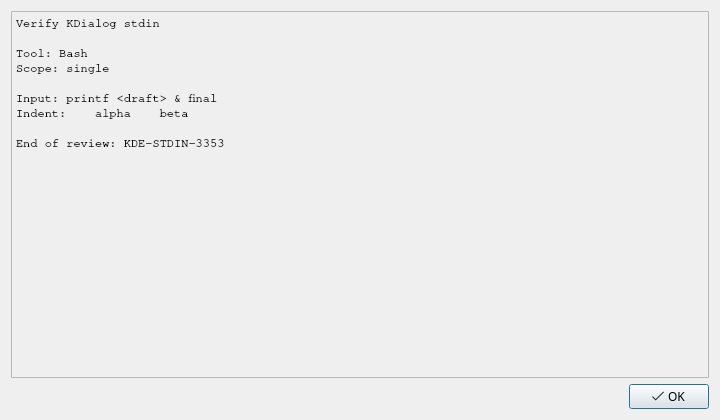 Verify KDialog stdin
Tool: Bash
Scope: single
Input: printf <draft> & final
Indent:    alpha    beta
End of review: KDE-STDIN-3353
OK